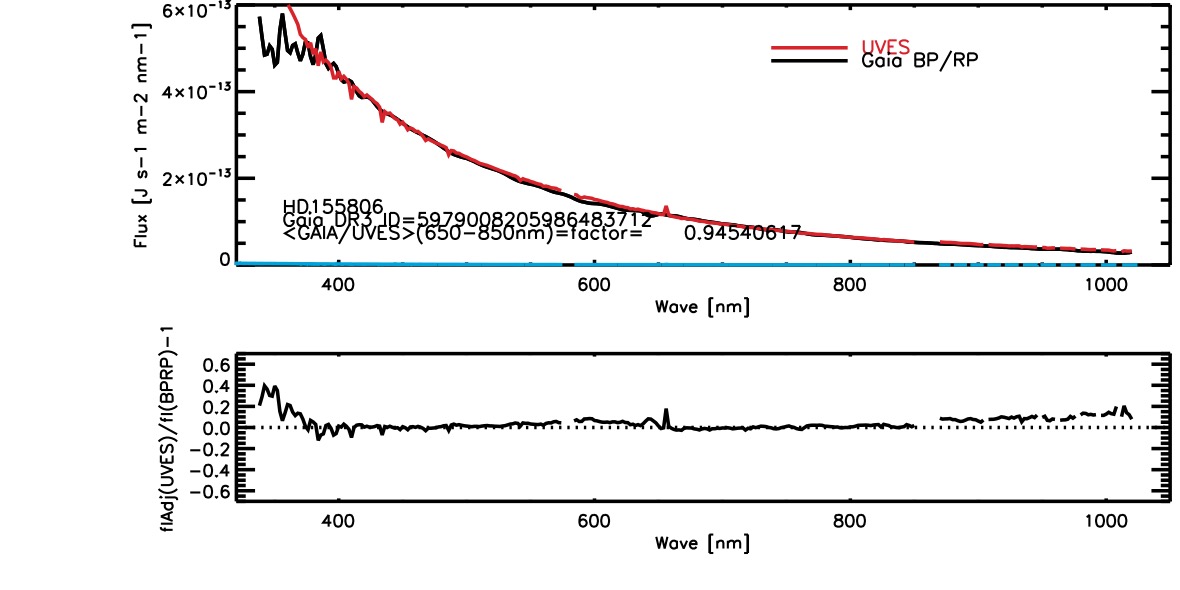 6×10−13
4×10−13
2×10−13
0
Flux [J s−1 m−2 nm−1]
UVES
Gaia BP/RP
HD155806
Gaia DR3 ID=5979008205986483712
<GAIA/UVES>(650−850nm)=factor= 0.94540617
400 600 800 1000
Wave [nm]
0.6
0.4
0.2
0.0
−0.2
−0.4
−0.6
flAdj(UVES)/fl(BPRP)−1
400 600 800 1000
Wave [nm]